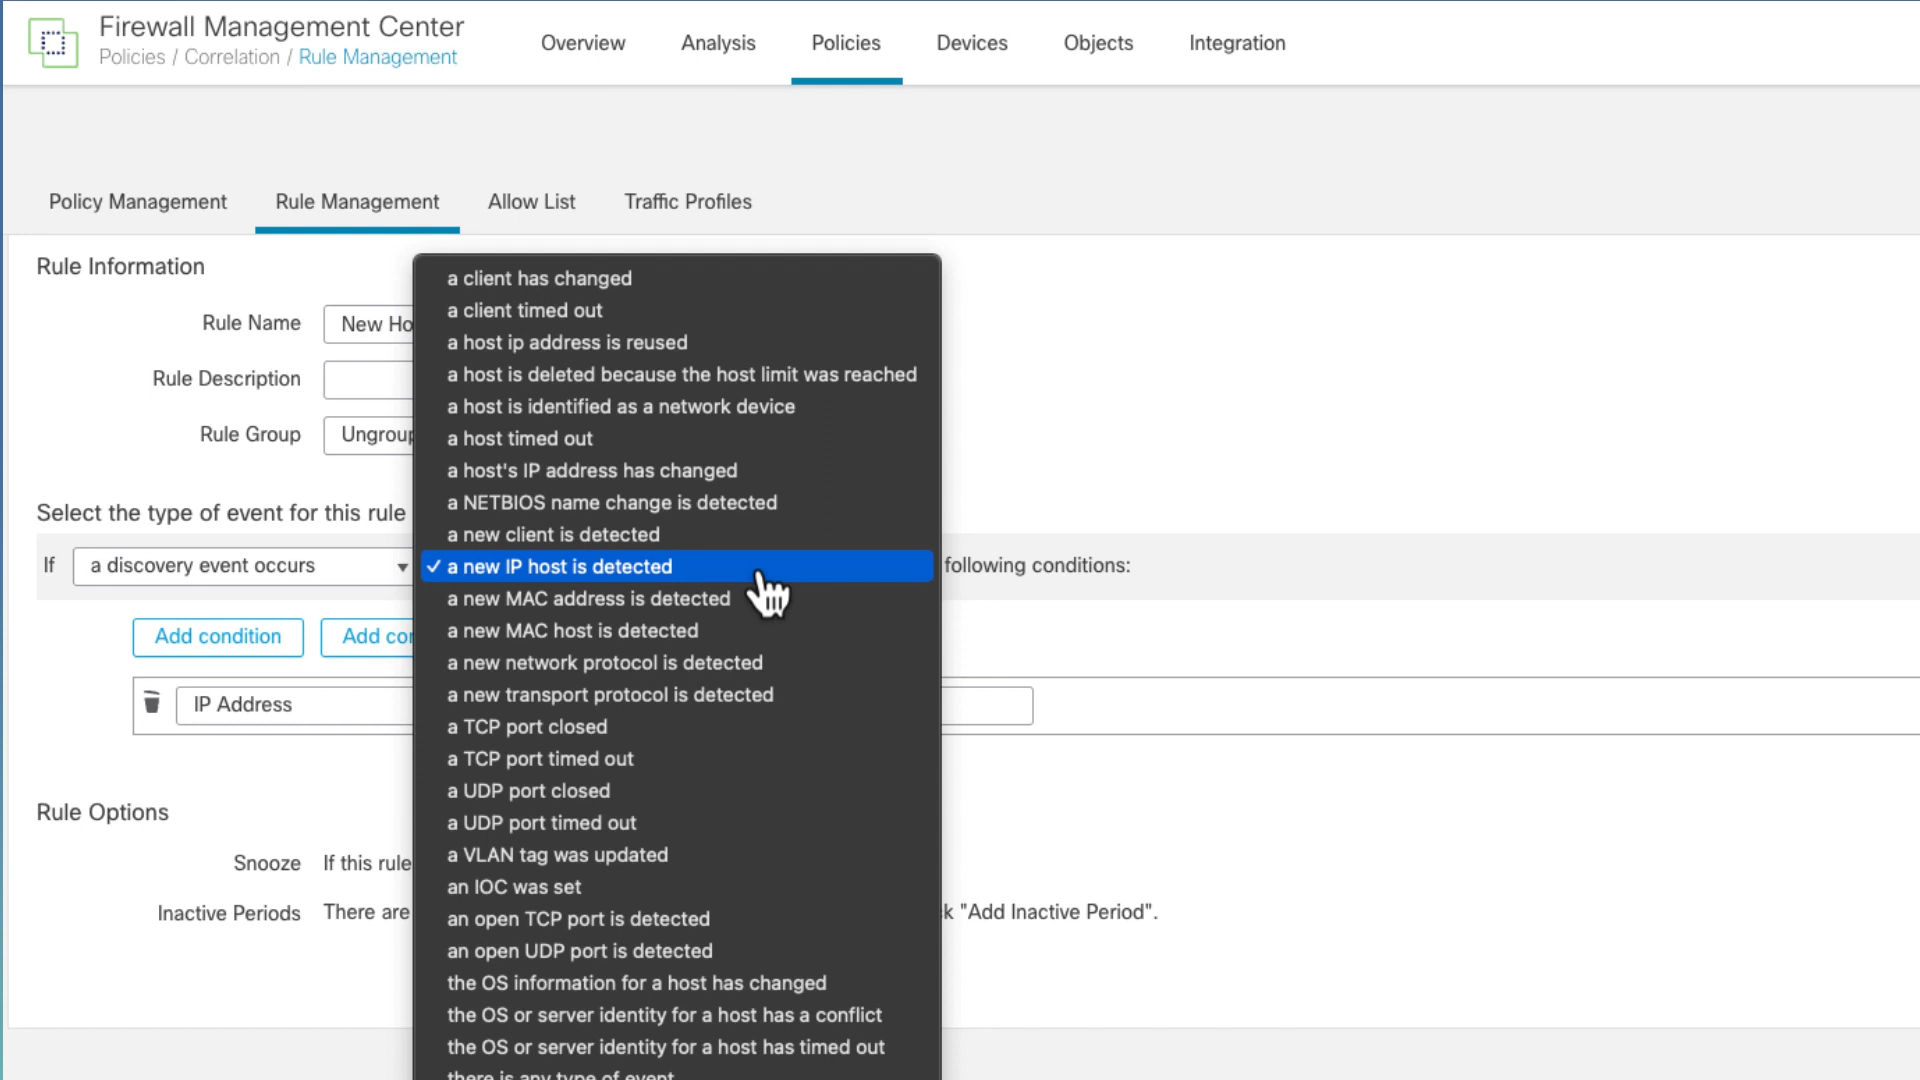 Firewall Management Center
Policies / Correlation / Rule Management
Overview
Analysis
Policies
Devices
Objects
Integration
Policy Management
Rule Management
Allow List
Traffic Profiles
Rule Information
Rule Name
New Ho
Rule Description
Rule Group
Ungroup
Select the type of event for this rule
If
a discovery event occurs
following conditions:
Add condition
Add cor
IP Address
Rule Options
Snooze
If this rule
Inactive Periods
There are
k "Add Inactive Period".
a client has changed
a client timed out
a host ip address is reused
a host is deleted because the host limit was reached
a host is identified as a network device
a host timed out
a host's IP address has changed
a NETBIOS name change is detected
a new client is detected
✓ a new IP host is detected
a new MAC address is detected
a new MAC host is detected
a new network protocol is detected
a new transport protocol is detected
a TCP port closed
a TCP port timed out
a UDP port closed
a UDP port timed out
a VLAN tag was updated
an IOC was set
an open TCP port is detected
an open UDP port is detected
the OS information for a host has changed
the OS or server identity for a host has a conflict
the OS or server identity for a host has timed out
there is any type of event